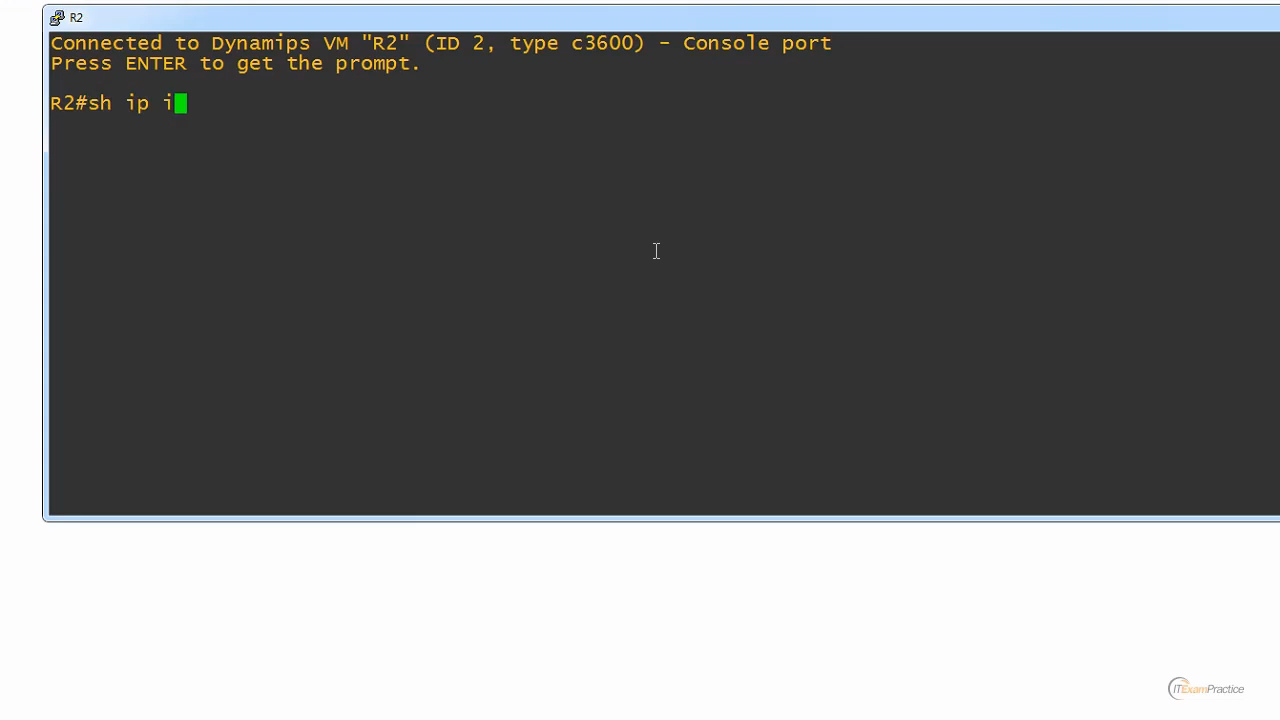 R2
Connected to Dynamips VM "R2" (ID 2, type c3600) - Console port
Press ENTER to get the prompt.
R2#sh ip i
ITExamPractice